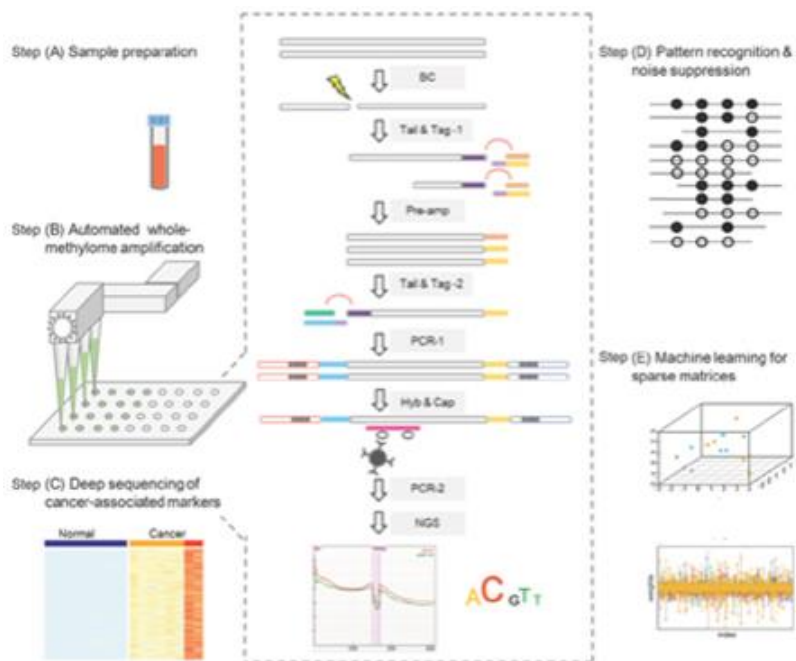 Step (A) Sample preparation
Step (B) Automated whole-
methylome amplification
Step (C) Deep sequencing of
cancer-associated markers
Normal Cancer
BC
Tail & Tag -1
Pre-amp
Tail & Tag -2
PCR-1
Hyb & Cap
PCR-2
NGS
ACGTT
Step (D) Pattern recognition &
noise suppression
Step (E) Machine learning for
sparse matrices
index